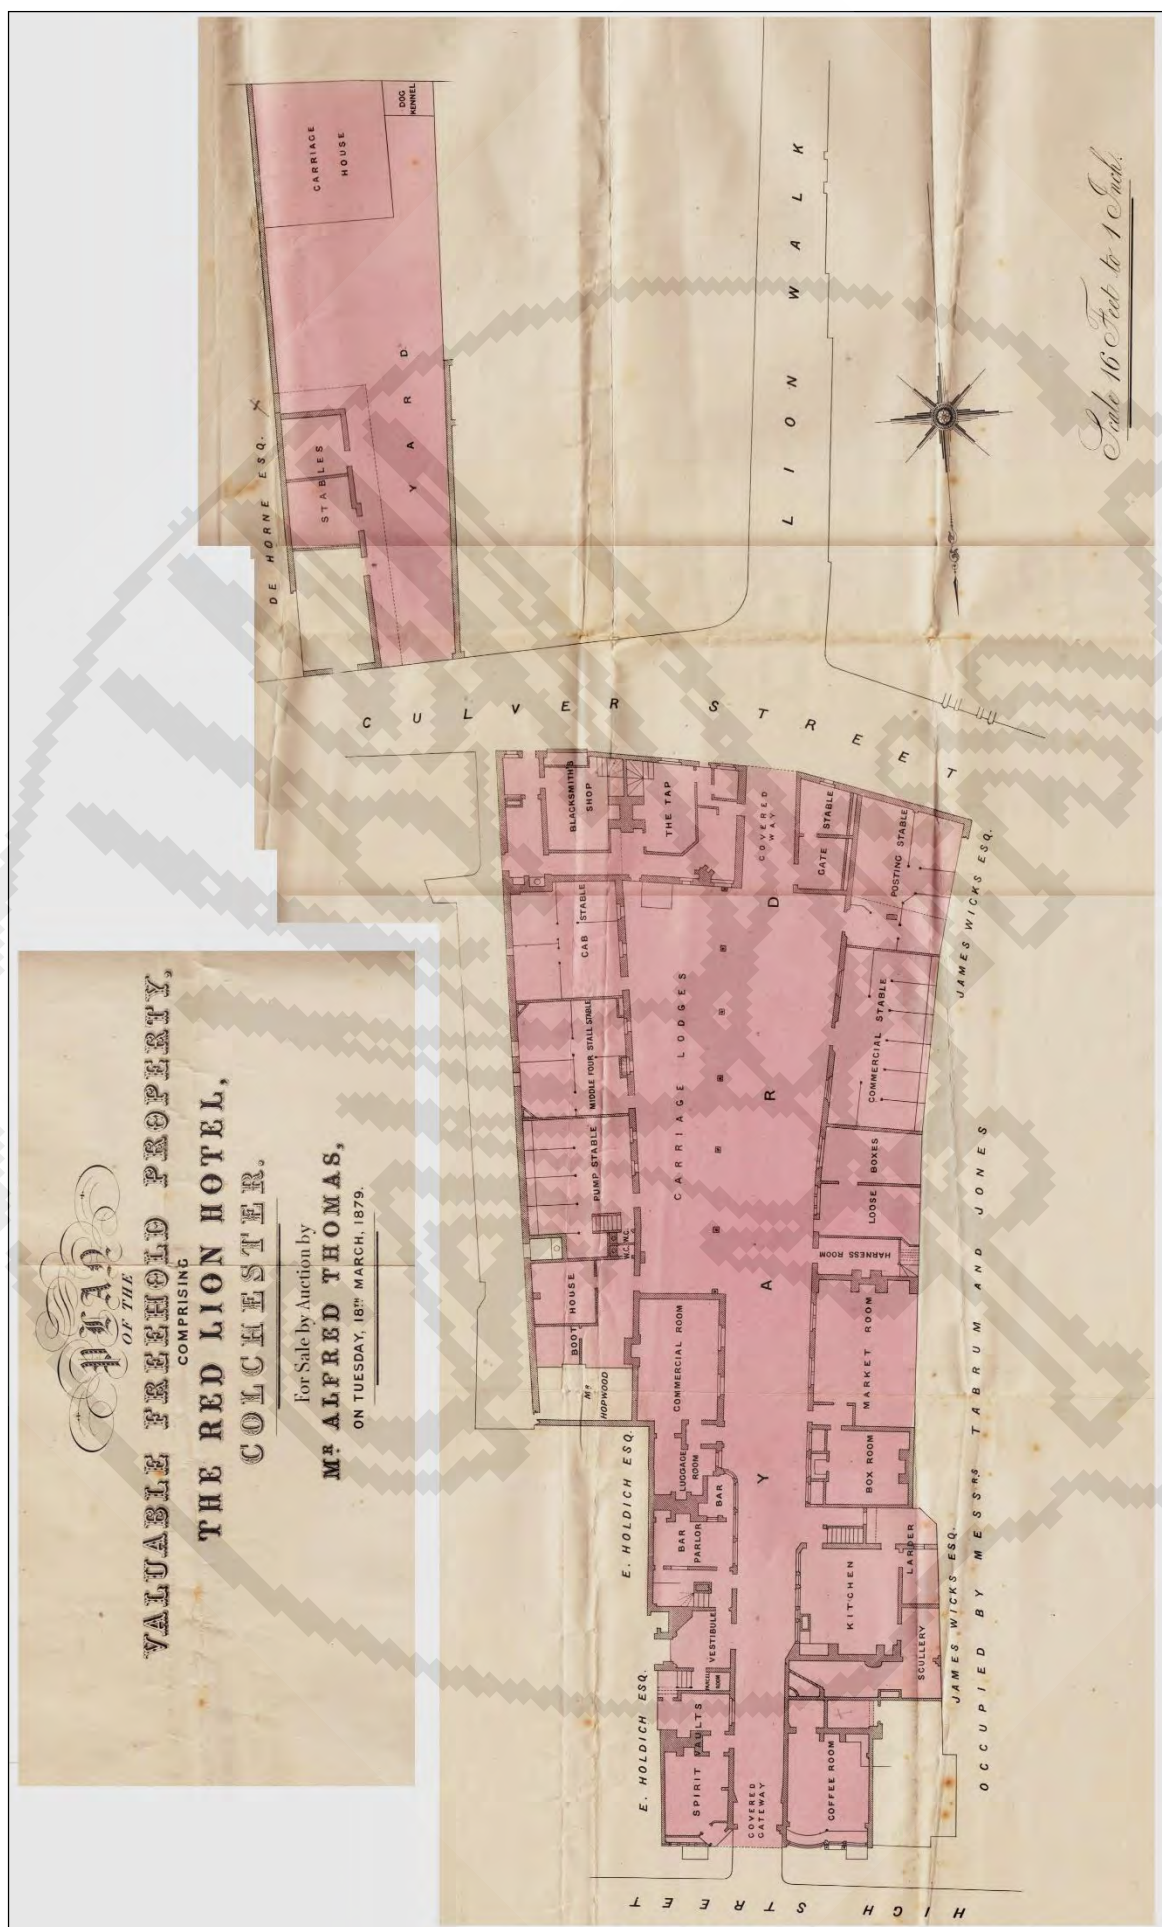 PLAN
OF THE
VALUABLE FREEHOLD PROPERTY,
COMPRISING
THE RED LION HOTEL,
COLCHESTER.
For Sale by Auction by
MR ALFRED THOMAS,
ON TUESDAY, 18TH MARCH, 1879.
CARRIAGE
HOUSE
DOG
KENNEL
YARD
STABLES
DE HORNE ESQ.
LION WALK
Scale 16 Feet to 1 Inch.
CULVER STREET
BLACKSMITH'S
SHOP
THE TAP
COVERED
WAY
STABLE
GATE
POSTING STABLE
JAMES WICKS ESQ.
CAB STABLE
MIDDLE FOUR STALL STABLE
PUMP STABLE
W.C. W.C.
BOOT HOUSE
MR
HOPWOOD
CARRIAGE LODGES
YARD
COMMERCIAL STABLE
LOOSE BOXES
HARNESS ROOM
MARKET ROOM
BOX ROOM
COMMERCIAL ROOM
LUGGAGE
ROOM
BAR
BAR
PARLOR
E. HOLDICH ESQ.
VESTIBULE
PARCEL
ROOM
SPIRIT VAULTS
E. HOLDICH ESQ.
COVERED
GATEWAY
KITCHEN
LARDER
SCULLERY
COFFEE ROOM
JAMES WICKS ESQ.
OCCUPIED BY MESSRS TABRUM AND JONES
HIGH STREET